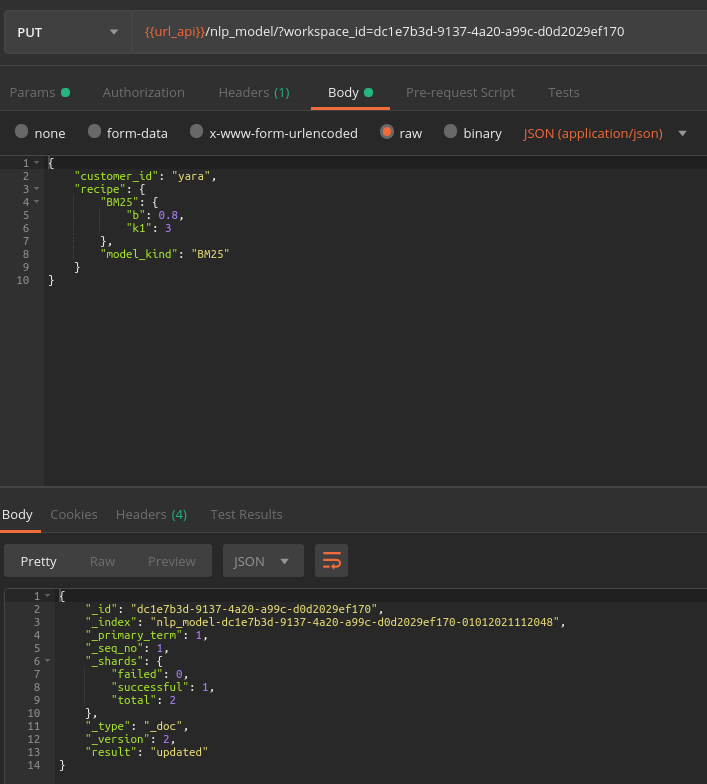 PUT {{url_api}}/nlp_model/?workspace_id=dc1e7b3d-9137-4a20-a99c-d0d2029ef170
Params Authorization Headers (1) Body Pre-request Script Tests
none form-data x-www-form-urlencoded raw binary JSON (application/json)
1 {
2 "customer_id": "yara",
3 "recipe": {
4 "BM25": {
5 "b": 0.8,
6 "k1": 3
7 },
8 "model_kind": "BM25"
9 }
10 }
Body Cookies Headers (4) Test Results
Pretty Raw Preview JSON
1 {
2 "_id": "dc1e7b3d-9137-4a20-a99c-d0d2029ef170",
3 "_index": "nlp_model-dc1e7b3d-9137-4a20-a99c-d0d2029ef170-01012021112048",
4 "_primary_term": 1,
5 "_seq_no": 1,
6 "_shards": {
7 "failed": 0,
8 "successful": 1,
9 "total": 2
10 },
11 "_type": "_doc",
12 "_version": 2,
13 "result": "updated"
14 }